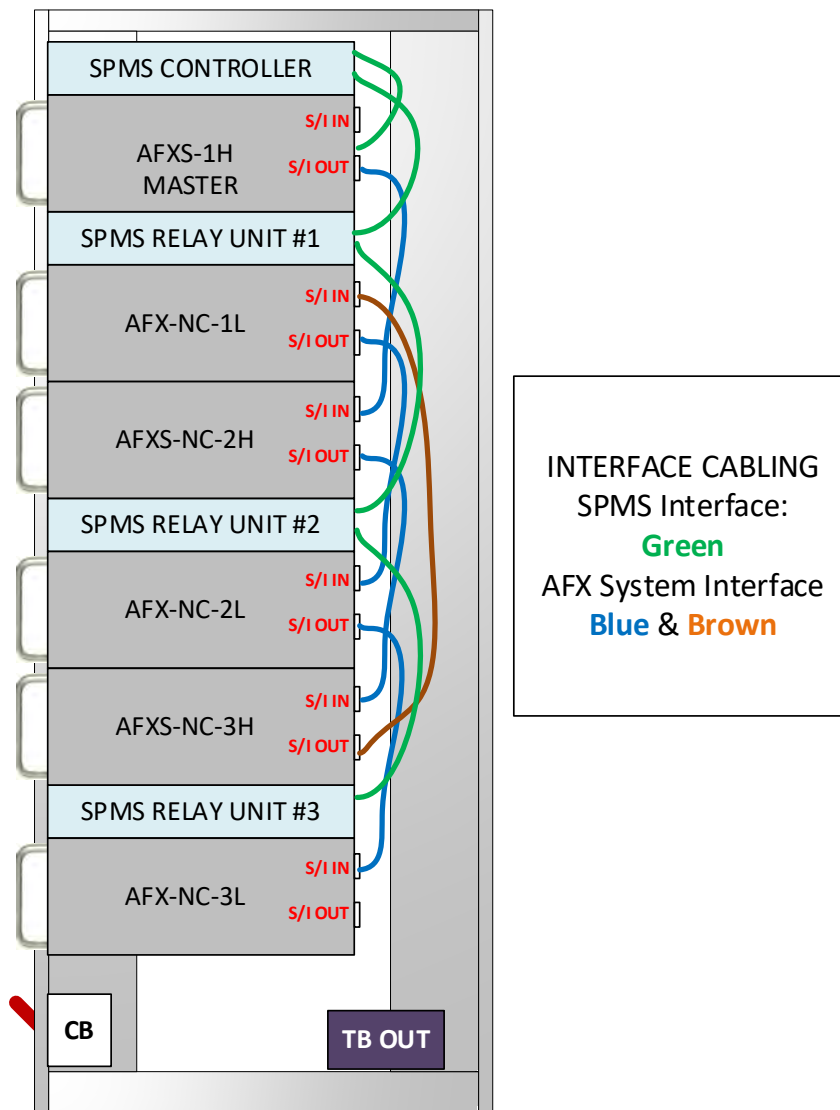 SPMS CONTROLLER
S/I IN
AFXS-1H
MASTER
S/I OUT
SPMS RELAY UNIT #1
S/I IN
AFX-NC-1L
S/I OUT
S/I IN
AFXS-NC-2H
S/I OUT
SPMS RELAY UNIT #2
S/I IN
AFX-NC-2L
S/I OUT
S/I IN
AFXS-NC-3H
S/I OUT
SPMS RELAY UNIT #3
S/I IN
AFX-NC-3L
S/I OUT
CB
TB OUT
INTERFACE CABLING
SPMS Interface:
Green
AFX System Interface
Blue & Brown